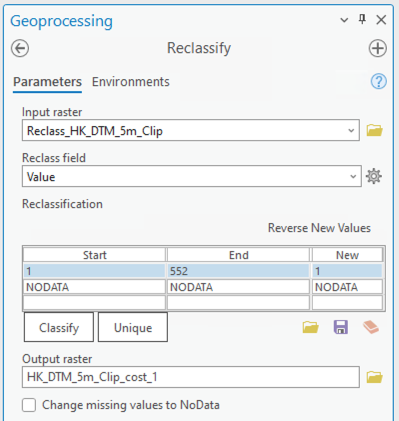 Geoprocessing
Reclassify
Parameters Environments
Input raster
Reclass_HK_DTM_5m_Clip
Reclass field
Value
Reclassification
Reverse New Values
Start End New
1 552 1
NODATA NODATA NODATA
Classify Unique
Output raster
HK_DTM_5m_Clip_cost_1
Change missing values to NoData